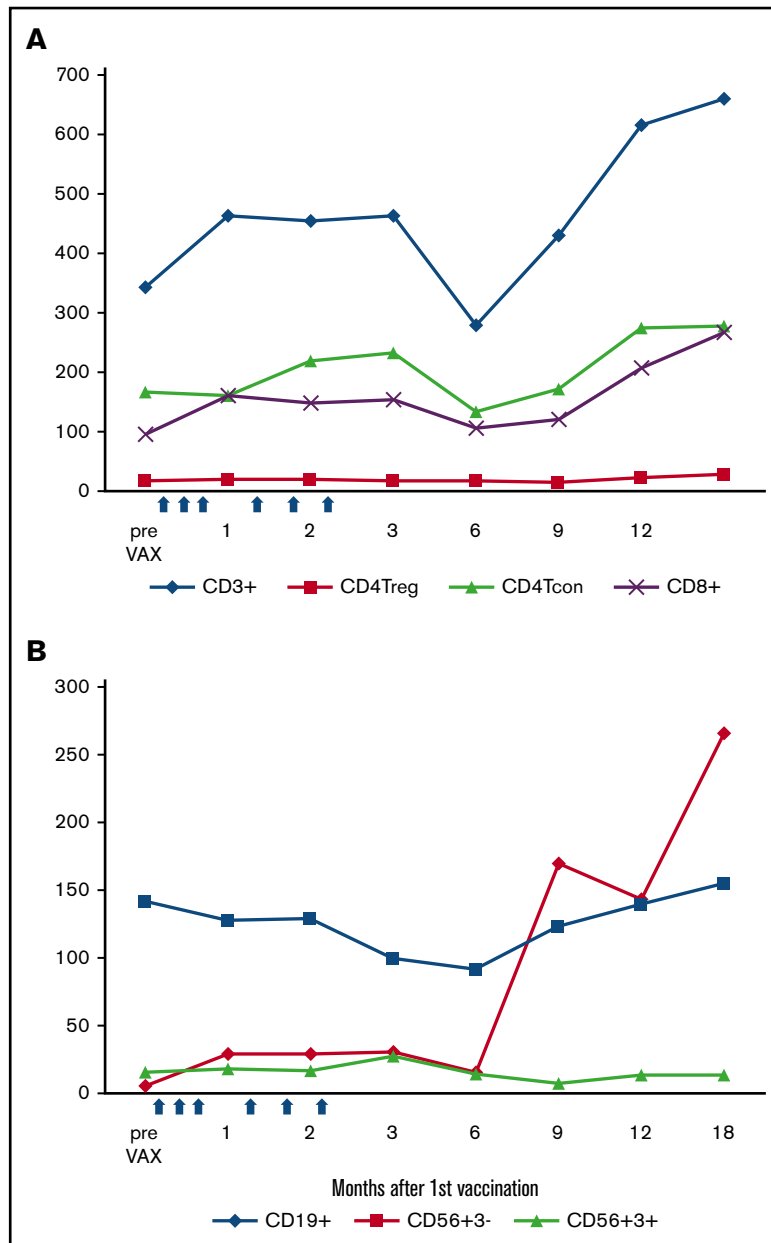 A
700
600
500
400
300
200
100
0
pre
VAX
1
2
3
6
9
12
CD3+
CD4Treg
CD4Tcon
CD8+
B
300
250
200
150
100
50
0
pre
VAX
1
2
3
6
9
12
18
Months after 1st vaccination
CD19+
CD56+3-
CD56+3+